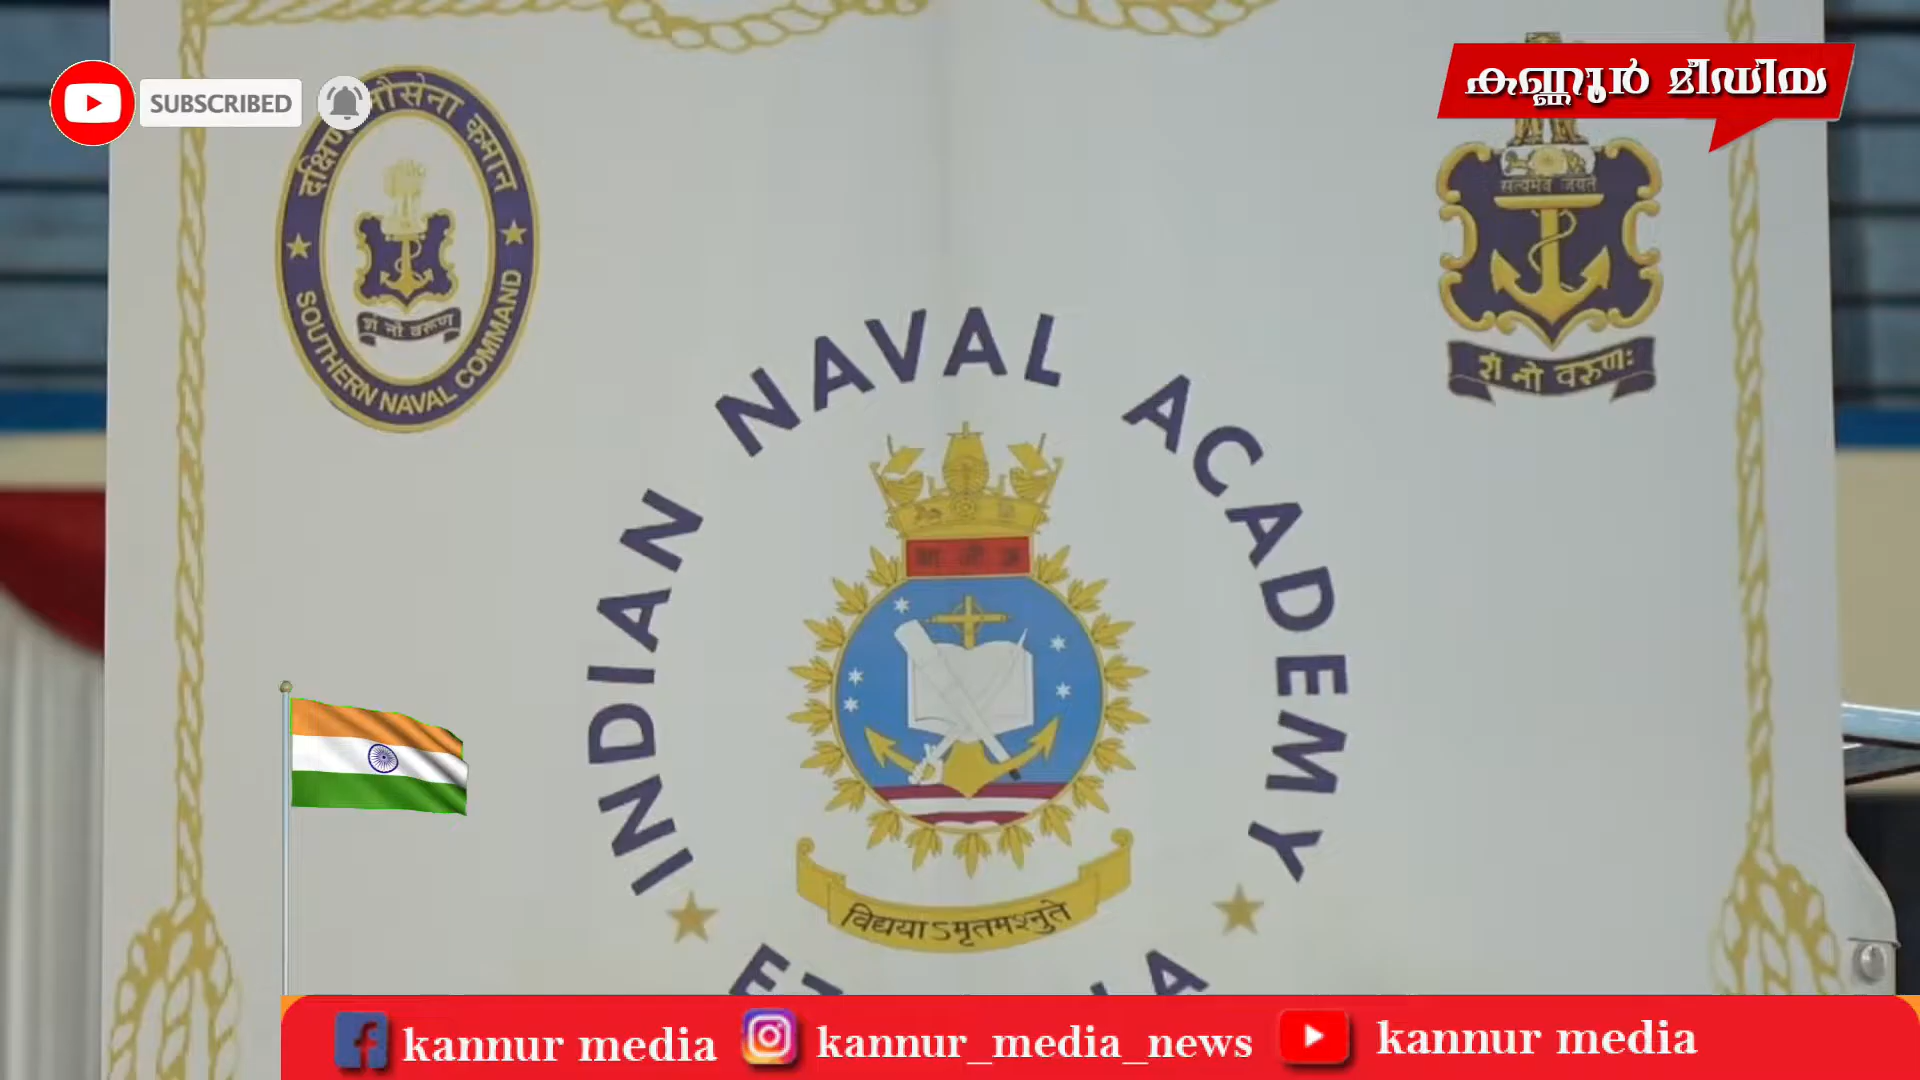 SUBSCRIBED
കണ്ണൂർ മീഡിയ
नौसेना कमान
SOUTHERN NAVAL COMMAND
शं नो वरुण
सत्यमेव जयते
शं नो वरुणः
INDIAN NAVAL ACADEMY
विद्ययाऽमृतमश्नुते
kannur media
kannur_media_news
kannur media